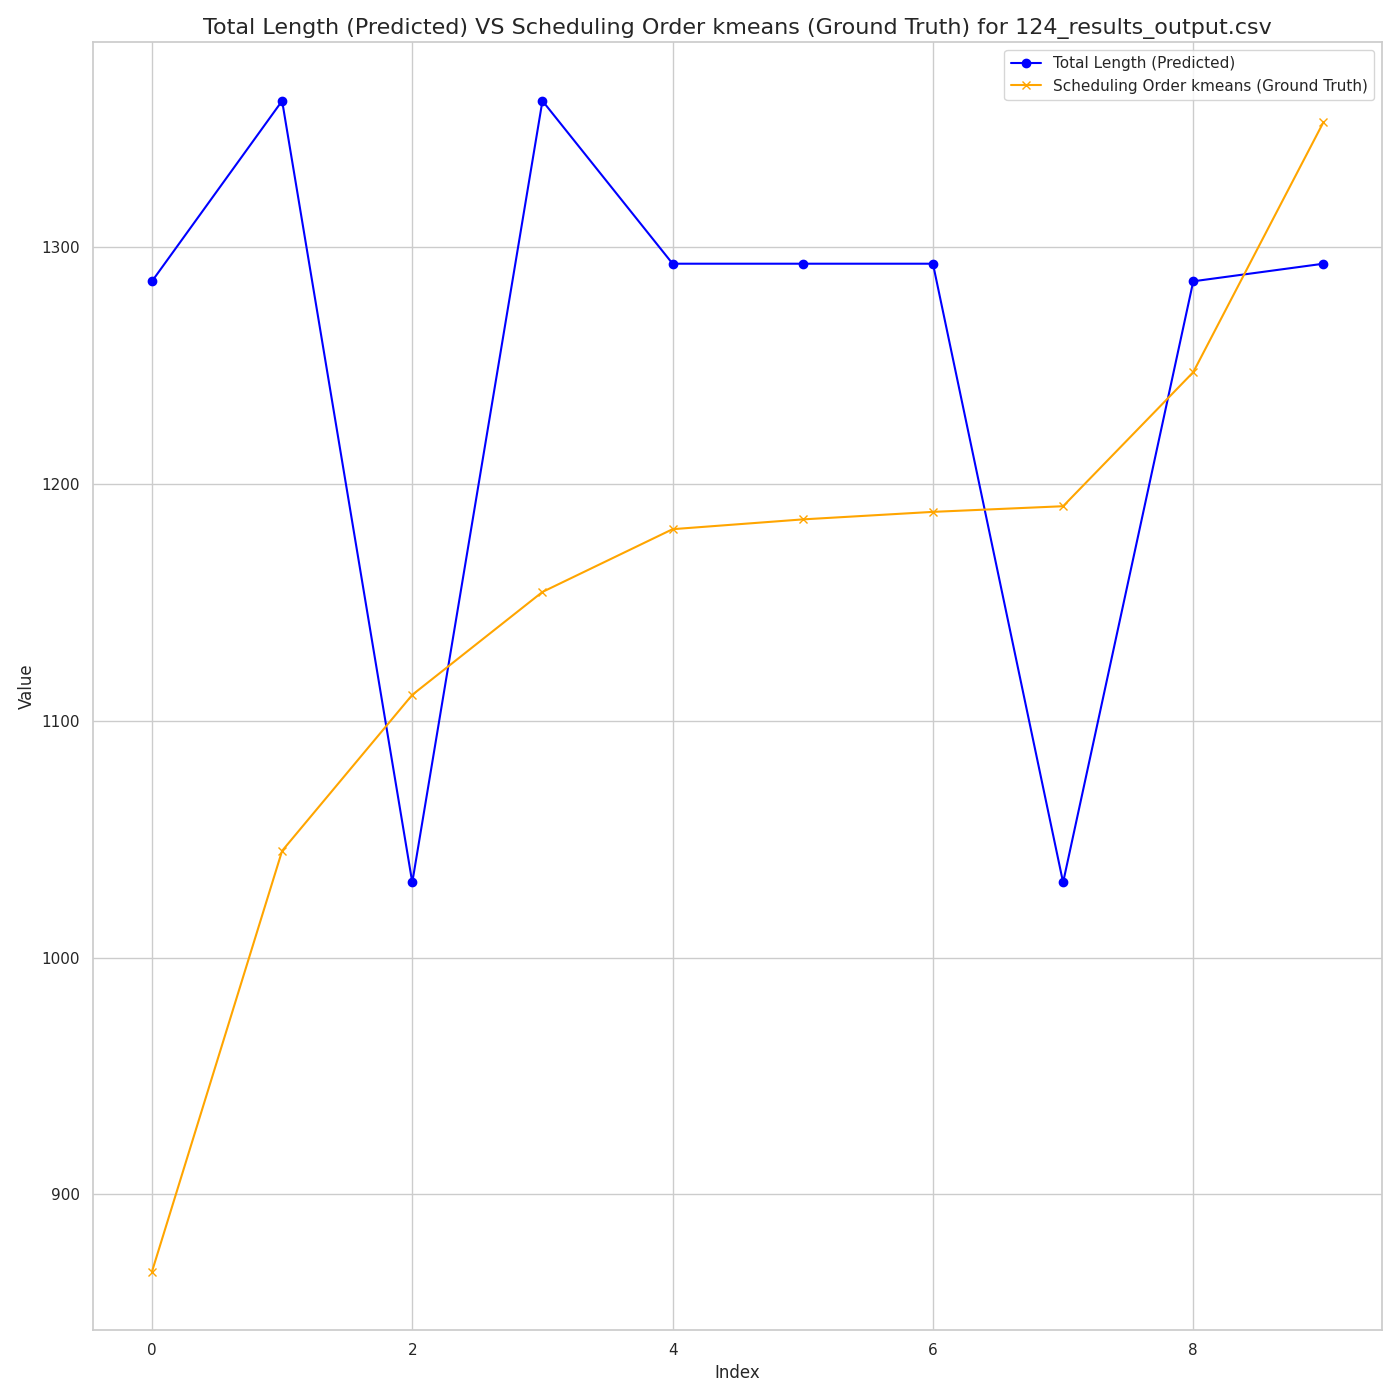 Total Length (Predicted) VS Scheduling Order kmeans (Ground Truth) for 124_results_output.csv
Total Length (Predicted)
Scheduling Order kmeans (Ground Truth)
1300
1200
1100
1000
900
Value
0 2 4 6 8
Index